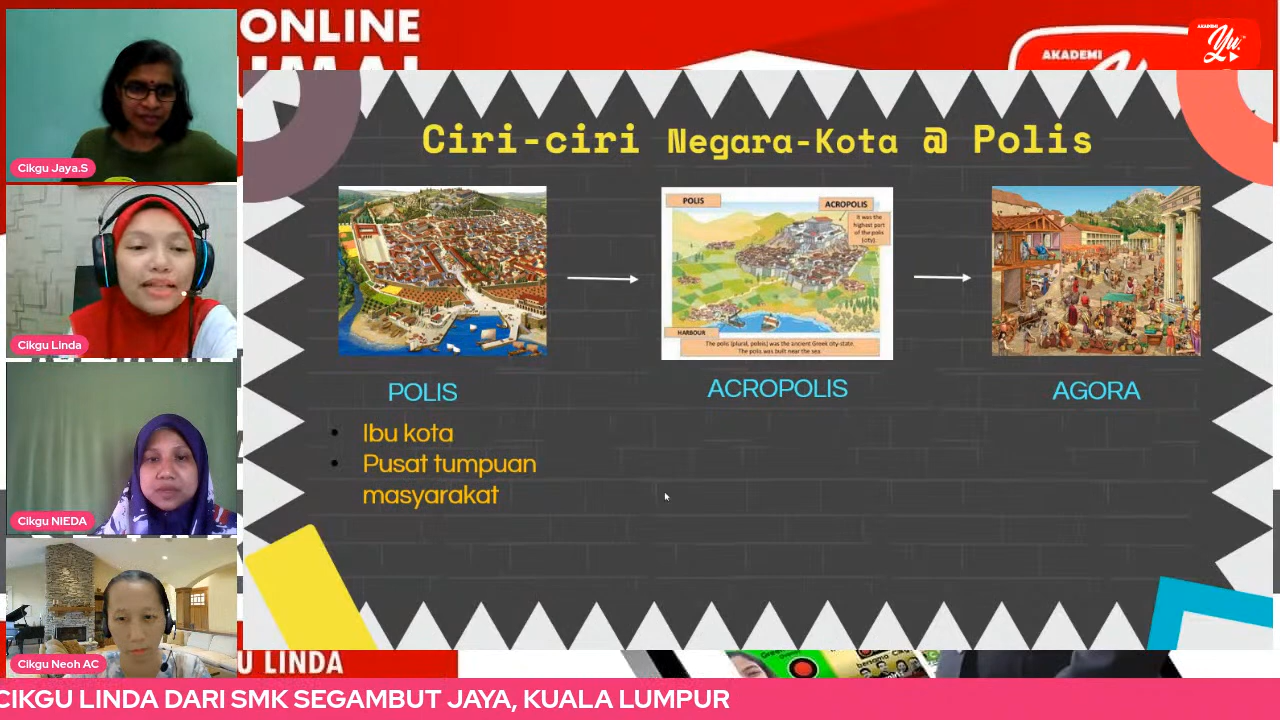 ONLINE
AKADEMI
AKADEMI
Yu.
Ciri-ciri Negara-Kota @ Polis
POLIS
ACROPOLIS
It was the
highest part
of the polis
(city).
HARBOUR
The polis (plural, poleis) was the ancient Greek city-state.
The polis was built near the sea.
POLIS
ACROPOLIS
AGORA
Ibu kota
Pusat tumpuan
masyarakat
Cikgu Jaya.S
Cikgu Linda
Cikgu NIEDA
Cikgu Neoh AC
U LINDA
CIKGU LINDA DARI SMK SEGAMBUT JAYA, KUALA LUMPUR